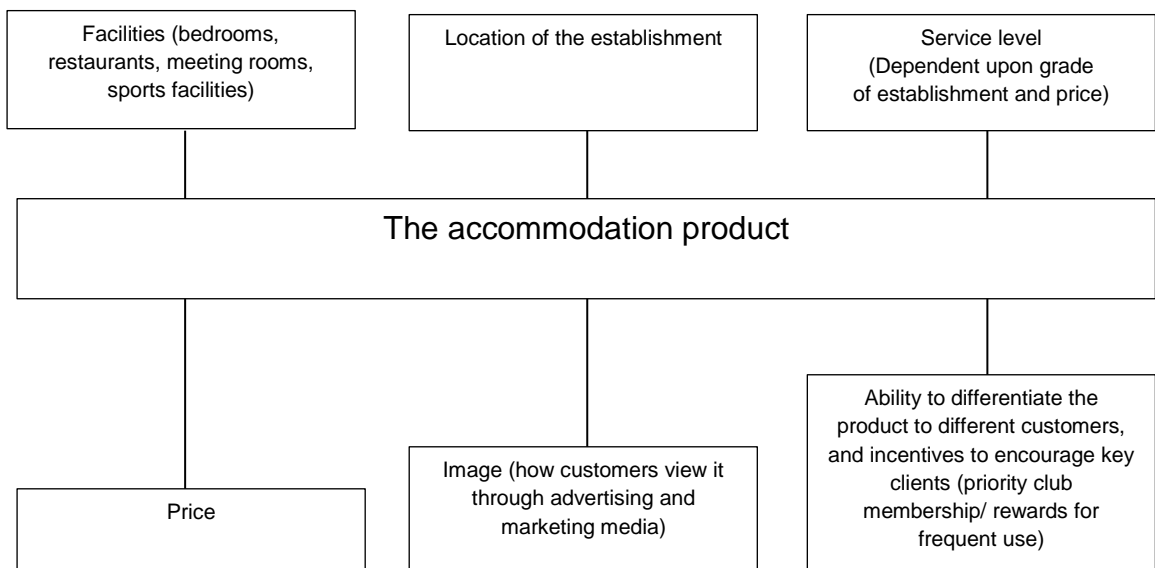 Facilities (bedrooms,
restaurants, meeting rooms,
sports facilities)
Location of the establishment
Service level
(Dependent upon grade
of establishment and price)
The accommodation product
Price
Image (how customers view it
through advertising and
marketing media)
Ability to differentiate the
product to different customers,
and incentives to encourage key
clients (priority club
membership/ rewards for
frequent use)